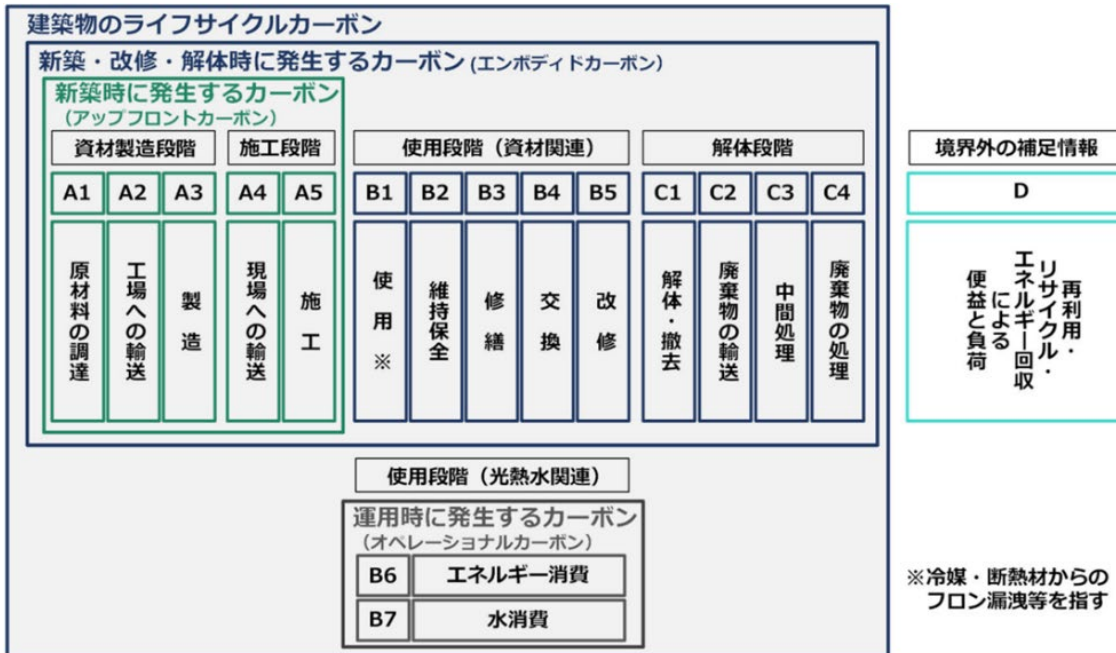 建築物のライフサイクルカーボン
新築・改修・解体時に発生するカーボン(エンボディドカーボン)
新築時に発生するカーボン
(アップフロントカーボン)
資材製造段階
施工段階
使用段階（資材関連）
解体段階
境界外の補足情報
A1
A2
A3
A4
A5
B1
B2
B3
B4
B5
C1
C2
C3
C4
D
原材料の調達
工場への輸送
製造
現場への輸送
施工
使用※
維持保全
修繕
交換
改修
解体・撤去
廃棄物の輸送
中間処理
廃棄物の処理
再利用・
リサイクル・
エネルギー回収
による
便益と負荷
使用段階（光熱水関連）
運用時に発生するカーボン
(オペレーショナルカーボン)
B6
エネルギー消費
B7
水消費
※冷媒・断熱材からの
フロン漏洩等を指す